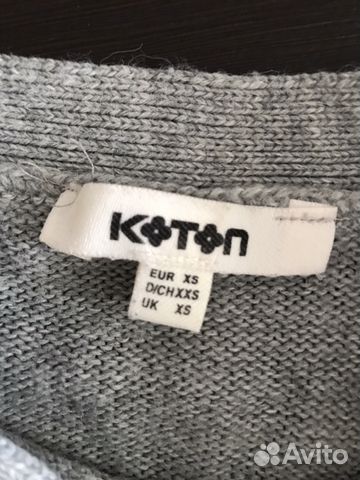 KOTON
EUR XS
D/CH XXS
UK XS
Avito